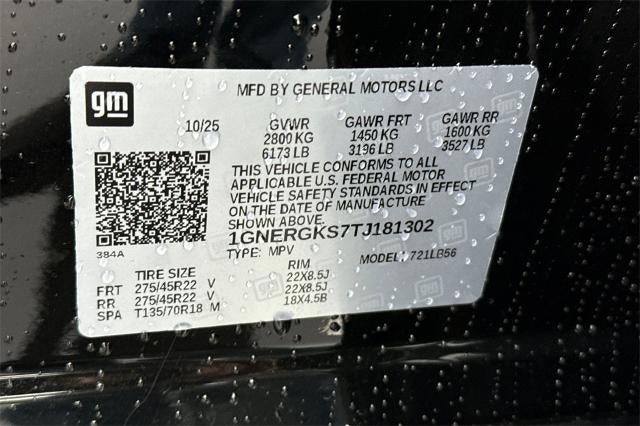 gm
MFD BY GENERAL MOTORS LLC
10/25 GVWR GAWR FRT GAWR RR
2800 KG 1450 KG 1600 KG
6173 LB 3196 LB 3527 LB
THIS VEHICLE CONFORMS TO ALL
APPLICABLE U.S. FEDERAL MOTOR
VEHICLE SAFETY STANDARDS IN EFFECT
ON THE DATE OF MANUFACTURE
SHOWN ABOVE.
384A 1GNERGKS7TJ181302
TYPE: MPV MODEL: 721LB56
TIRE SIZE RIM
FRT 275/45R22 V 22X8.5J
RR 275/45R22 V 22X8.5J
SPA T135/70R18 M 18X4.5B